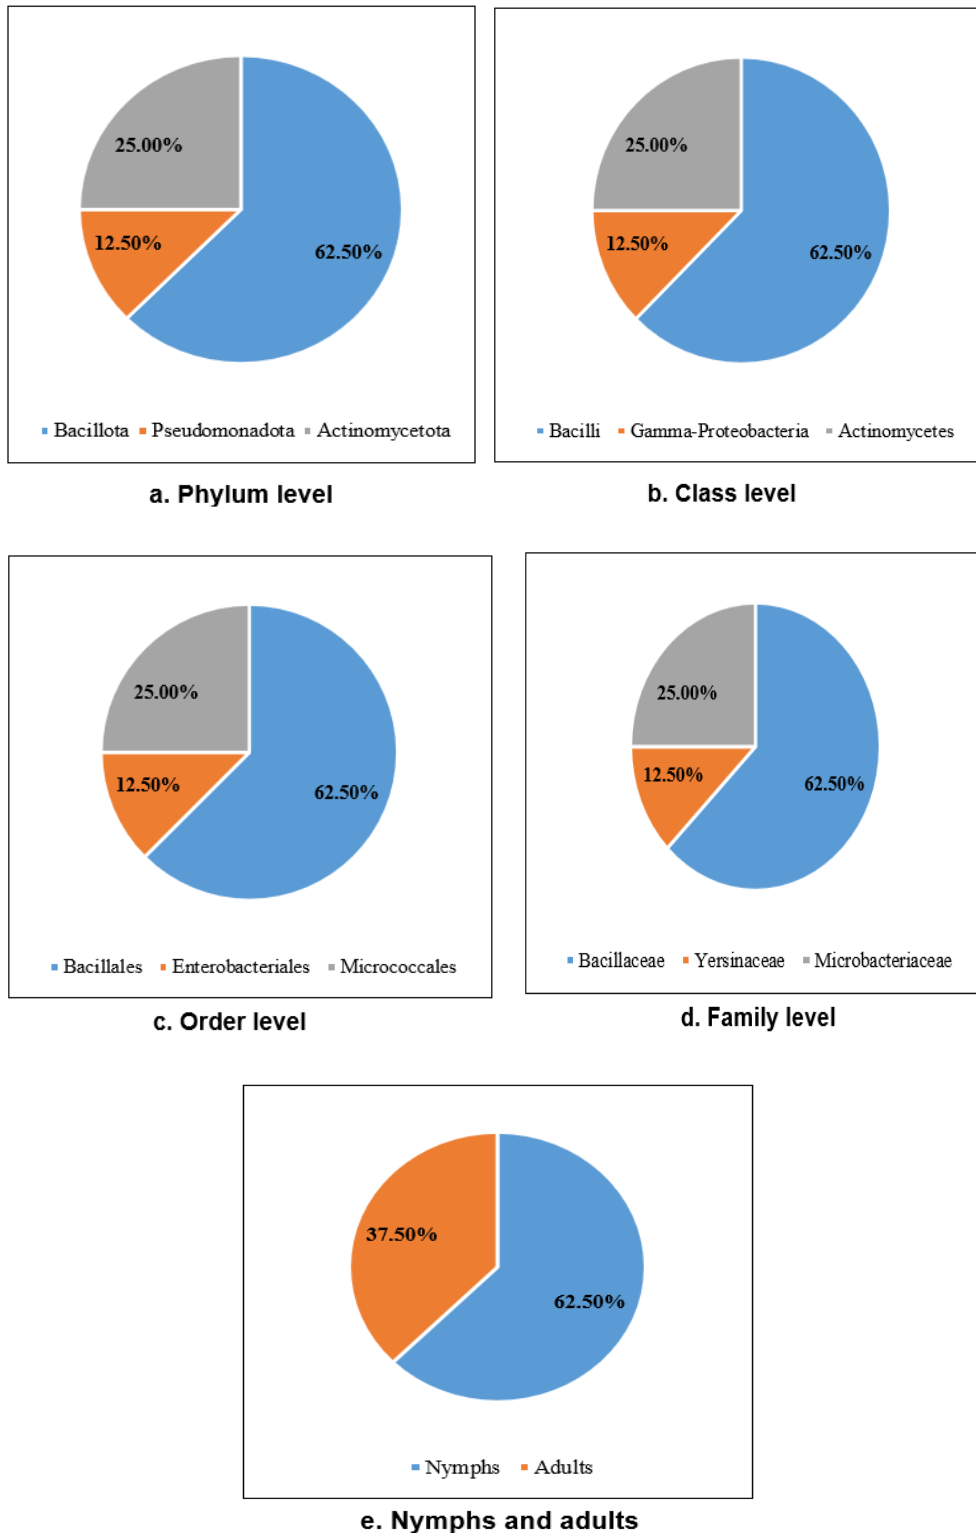 25.00%
12.50%
62.50%
Bacillota Pseudomonadota Actinomycetota
a. Phylum level
25.00%
12.50%
62.50%
Bacilli Gamma-Proteobacteria Actinomycetes
b. Class level
25.00%
12.50%
62.50%
Bacillales Enterobacteriales Micrococcales
c. Order level
25.00%
12.50%
62.50%
Bacillaceae Yersinaceae Microbacteriaceae
d. Family level
37.50%
62.50%
Nymphs Adults
e. Nymphs and adults